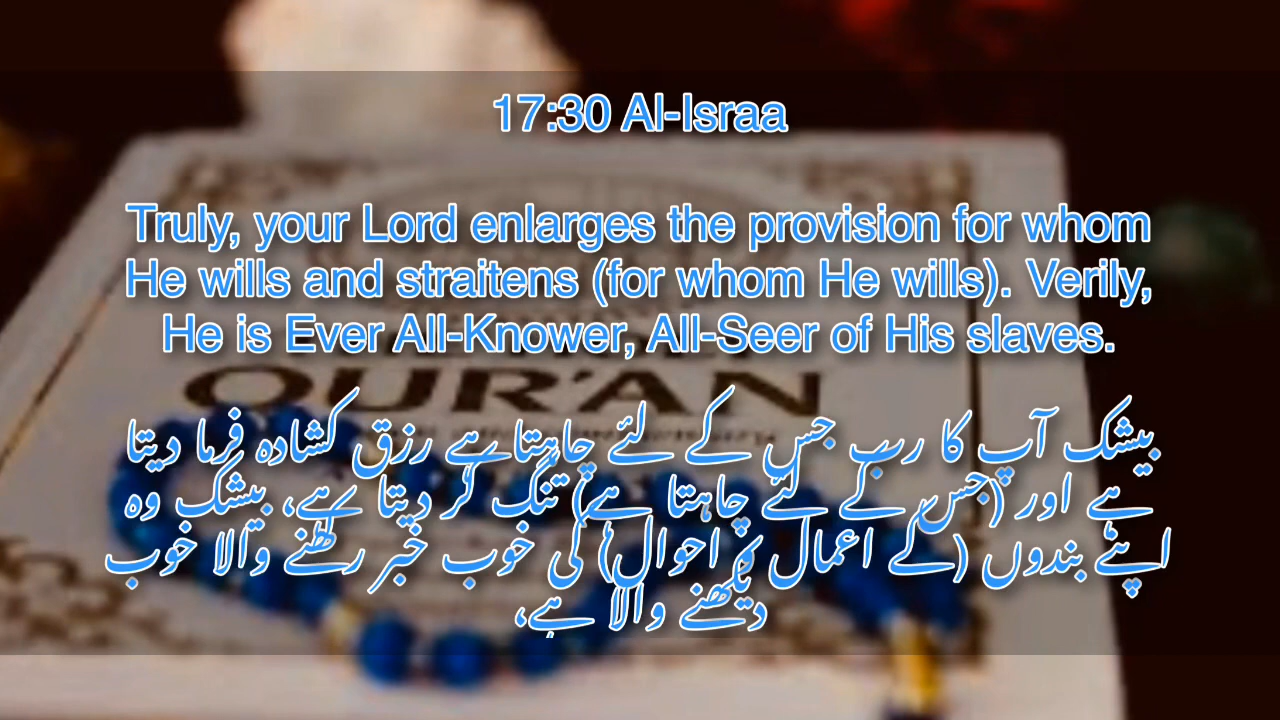 17:30 Al-Israa
Truly, your Lord enlarges the provision for whom
He wills and straitens (for whom He wills). Verily,
He is Ever All-Knower, All-Seer of His slaves.
QUR'AN
بیشک آپ کا رب جس کے لئے چاہتا ہے رزق کشادہ فرما دیتا
ہے اور (جس کے لئے چاہتا ہے) تنگ کر دیتا ہے، بیشک وہ
اپنے بندوں (کے اعمال و احوال) کی خوب خبر رکھنے والا خوب
دیکھنے والا ہے،